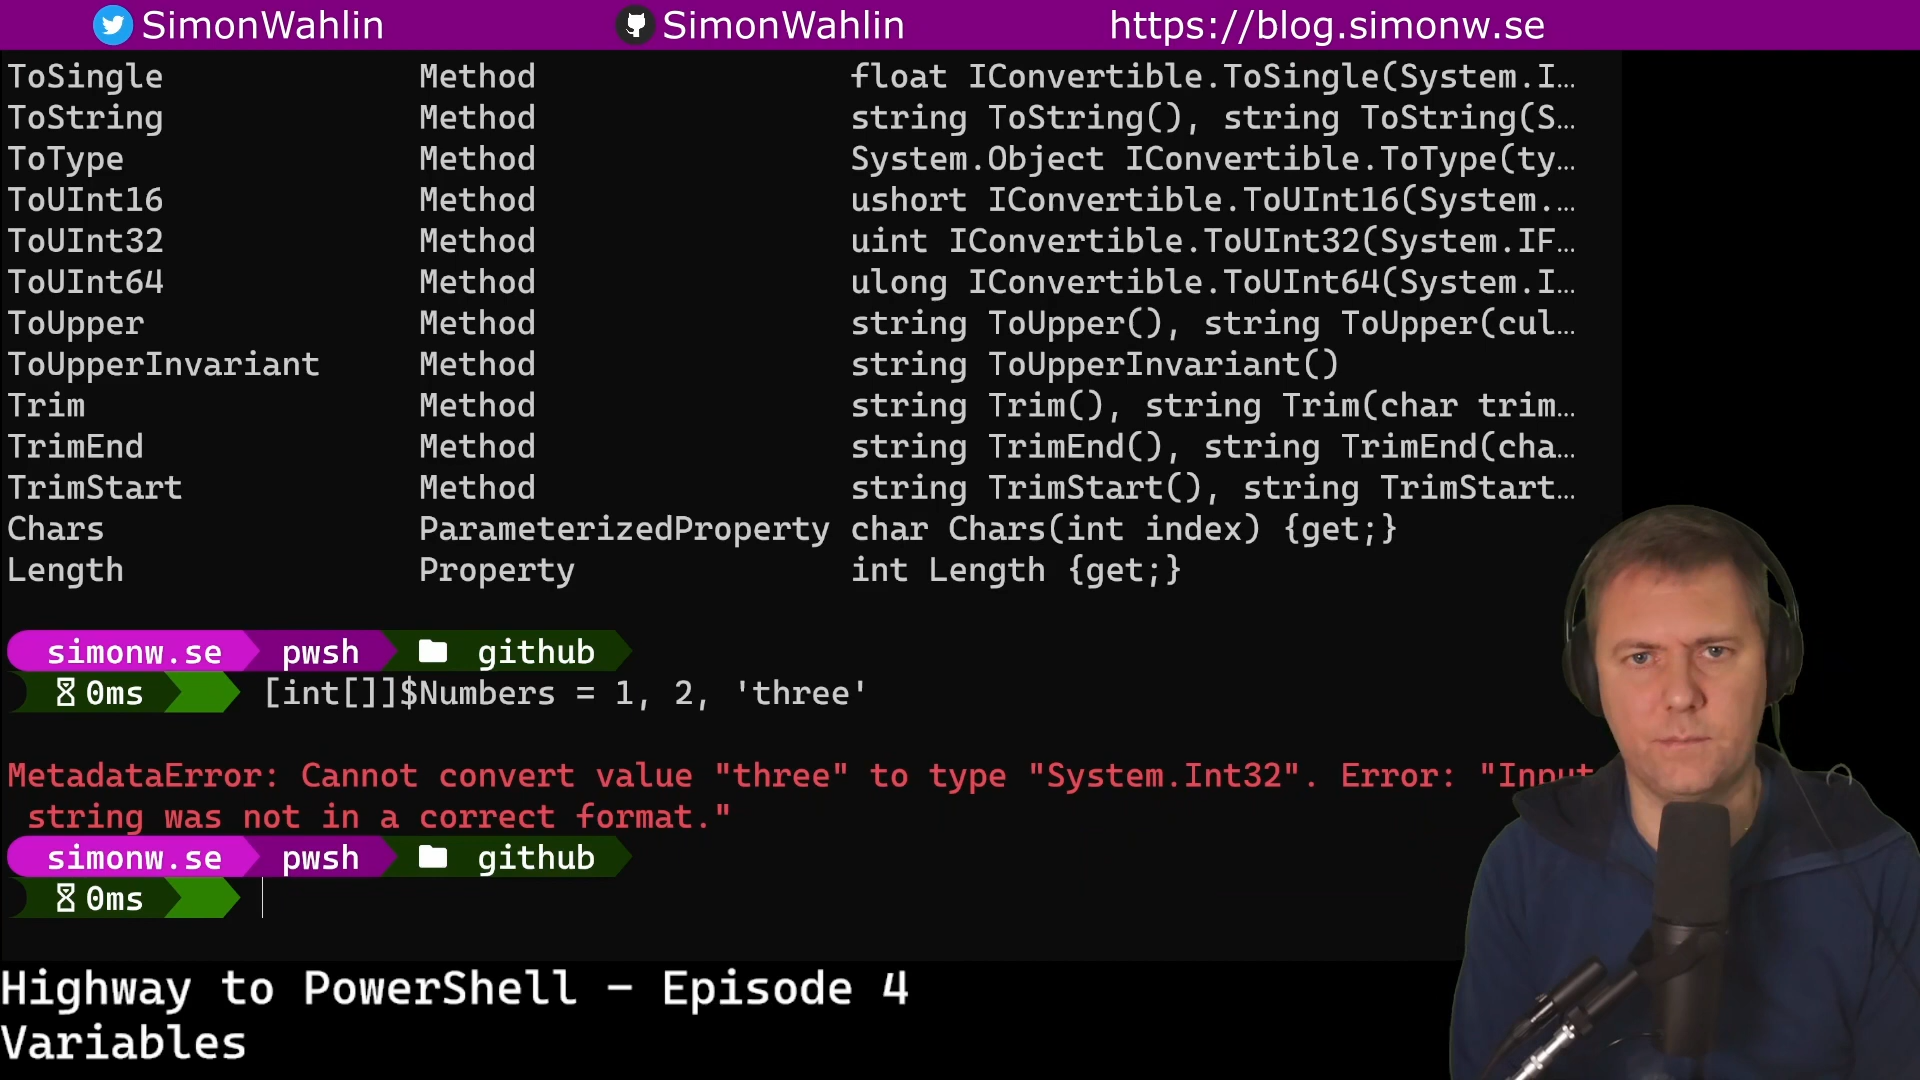 SimonWahlin SimonWahlin https://blog.simonw.se
ToSingle Method float IConvertible.ToSingle(System.I…
ToString Method string ToString(), string ToString(S…
ToType Method System.Object IConvertible.ToType(ty…
ToUInt16 Method ushort IConvertible.ToUInt16(System.…
ToUInt32 Method uint IConvertible.ToUInt32(System.IF…
ToUInt64 Method ulong IConvertible.ToUInt64(System.I…
ToUpper Method string ToUpper(), string ToUpper(cul…
ToUpperInvariant Method string ToUpperInvariant()
Trim Method string Trim(), string Trim(char trim…
TrimEnd Method string TrimEnd(), string TrimEnd(cha…
TrimStart Method string TrimStart(), string TrimStart…
Chars ParameterizedProperty char Chars(int index) {get;}
Length Property int Length {get;}
simonw.se pwsh github
0ms [int[]]$Numbers = 1, 2, 'three'
MetadataError: Cannot convert value "three" to type "System.Int32". Error: "Input
string was not in a correct format."
simonw.se pwsh github
0ms
Highway to PowerShell – Episode 4
Variables